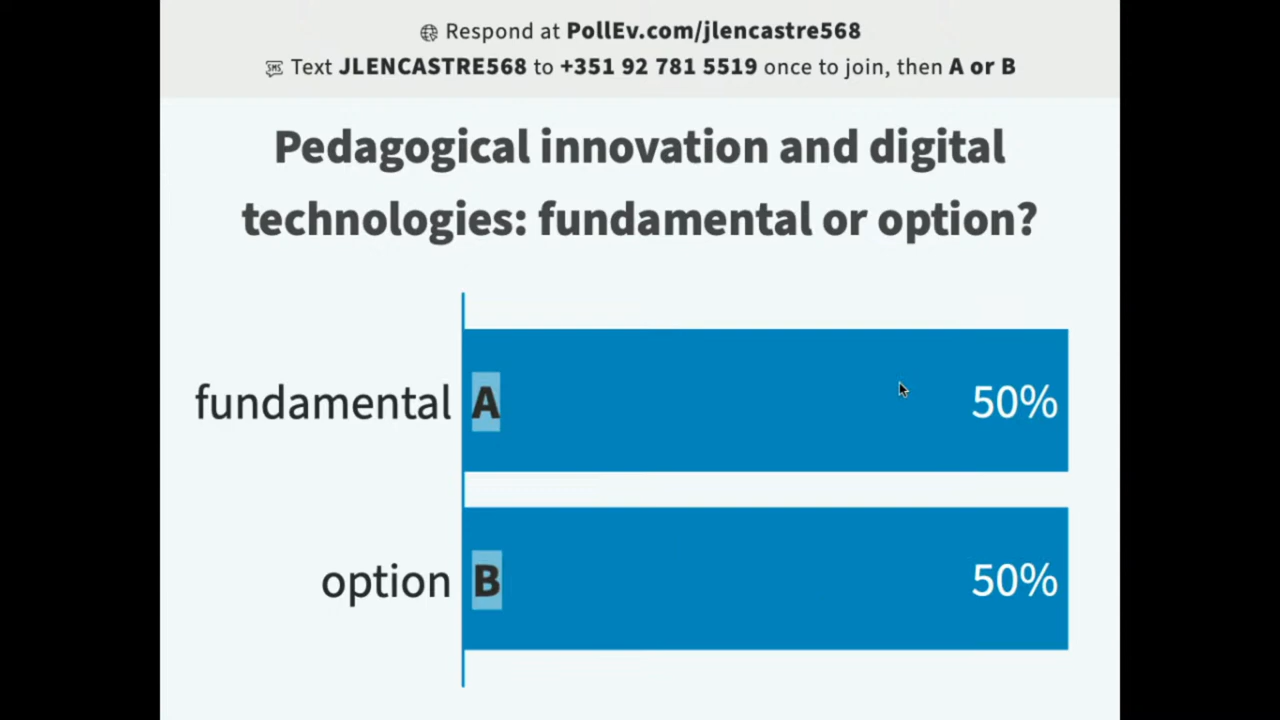 Respond at PollEv.com/jlencastre568
SMS Text JLENCASTRE568 to +351 92 781 5519 once to join, then A or B
Pedagogical innovation and digital
technologies: fundamental or option?
fundamental A 50%
option B 50%